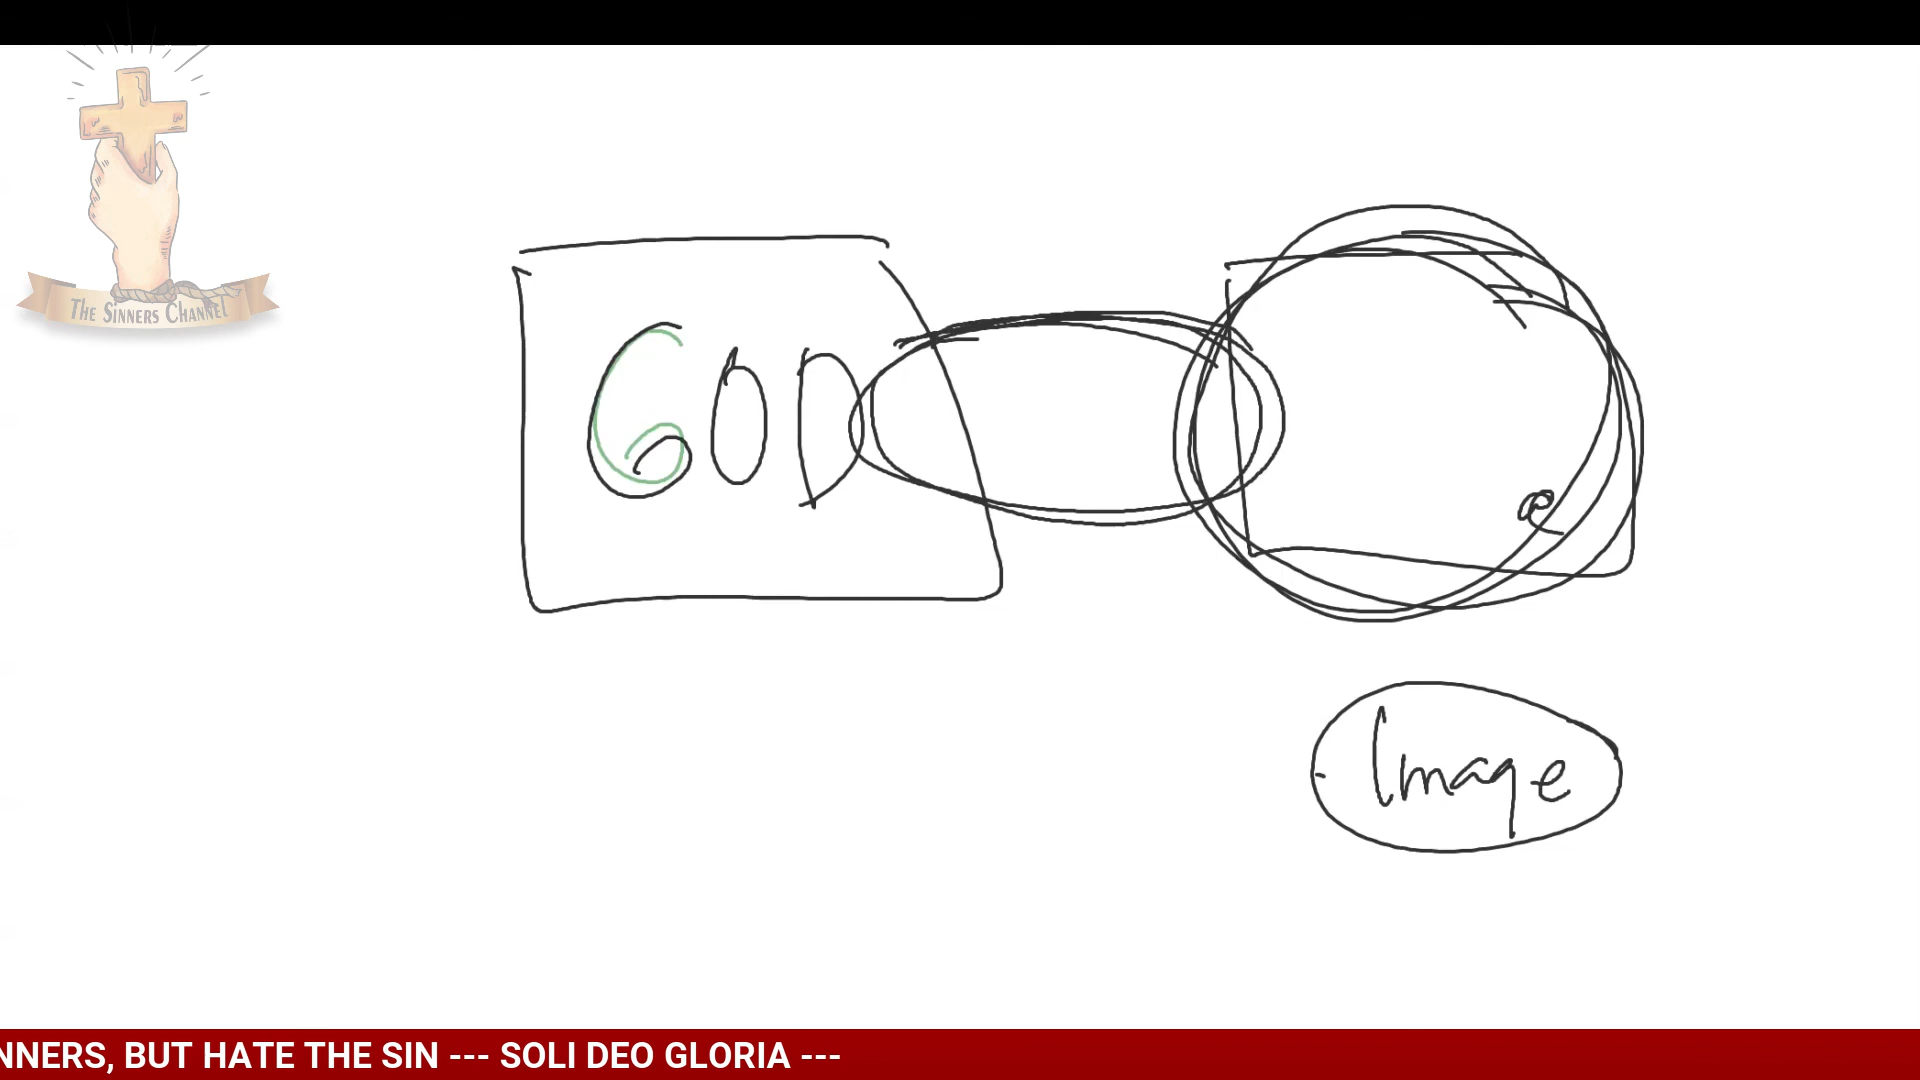 The Sinners Channel
GOD
Image
NNERS, BUT HATE THE SIN --- SOLI DEO GLORIA ---